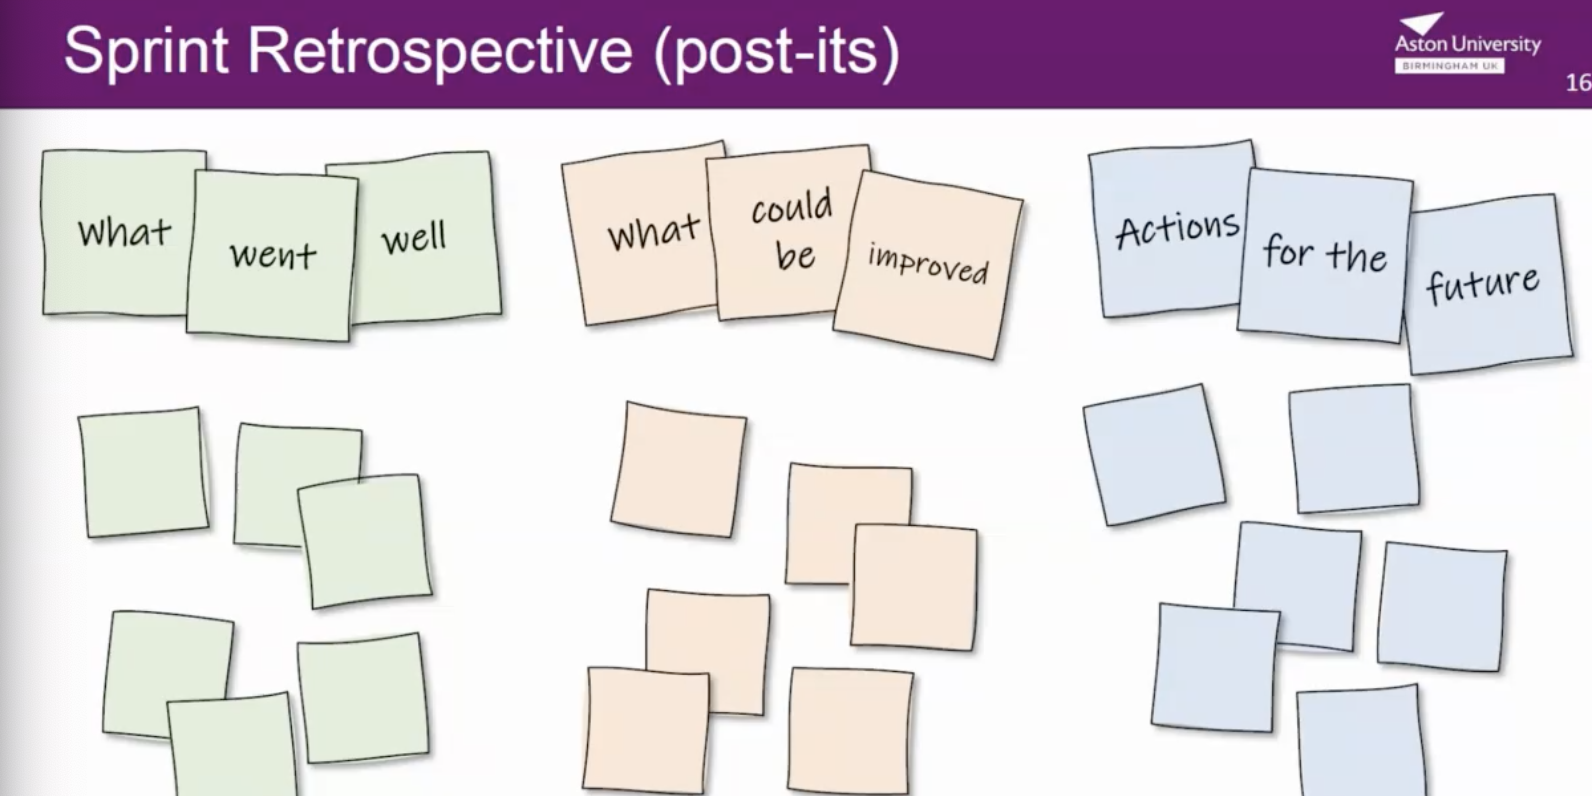 Sprint Retrospective (post-its)
Aston University
BIRMINGHAM UK
16
What went well
What could be improved
Actions for the future